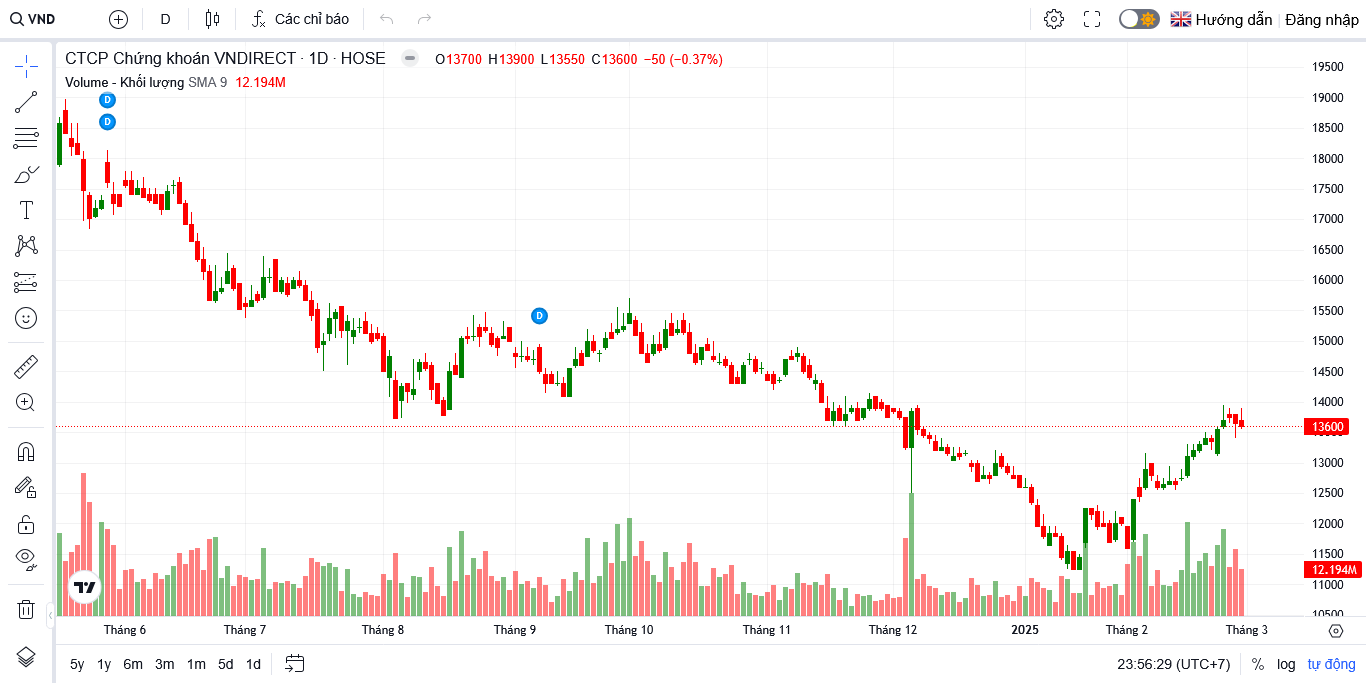 VND D Các chỉ báo Hướng dẫn Đăng nhập
CTCP Chứng khoán VNDIRECT · 1D · HOSE O13700 H13900 L13550 C13600 −50 (−0.37%)
Volume - Khối lượng SMA 9 12.194M
D
D
D
19500
19000
18500
18000
17500
17000
16500
16000
15500
15000
14500
14000
13600
13000
12500
12000
11500
12.194M
11000
10500
Tháng 6 Tháng 7 Tháng 8 Tháng 9 Tháng 10 Tháng 11 Tháng 12 2025 Tháng 2 Tháng 3
5y 1y 6m 3m 1m 5d 1d 23:56:29 (UTC+7) % log tự động